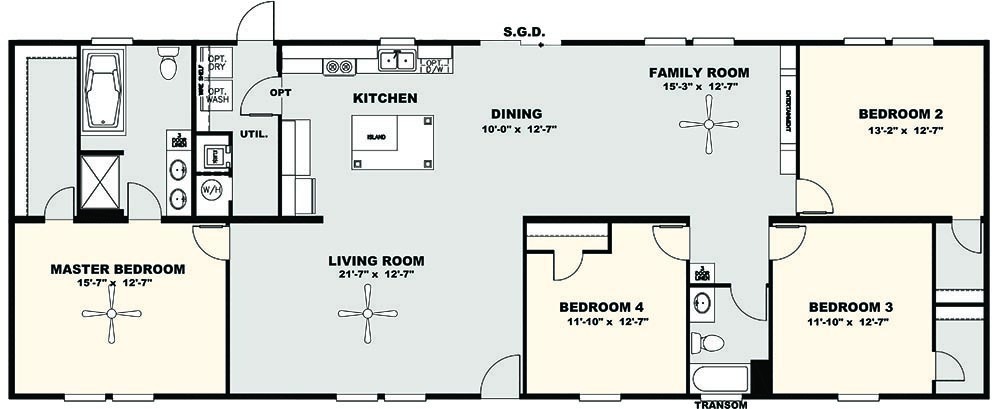 S.G.D.
OPT.
DRY
WIRE SHELF
OPT.
WASH
OPT
UTIL.
KITCHEN
OPT.
D/W
ISLAND
DINING
10'-0" x 12'-7"
FAMILY ROOM
15'-3" x 12'-7"
ENTERTAINMENT
BEDROOM 2
13'-2" x 12'-7"
3
DOOR
LINEN
W/H
MASTER BEDROOM
15'-7" x 12'-7"
LIVING ROOM
21'-7" x 12'-7"
BEDROOM 4
11'-10" x 12'-7"
3
DOOR
LINEN
BEDROOM 3
11'-10" x 12'-7"
TRANSOM